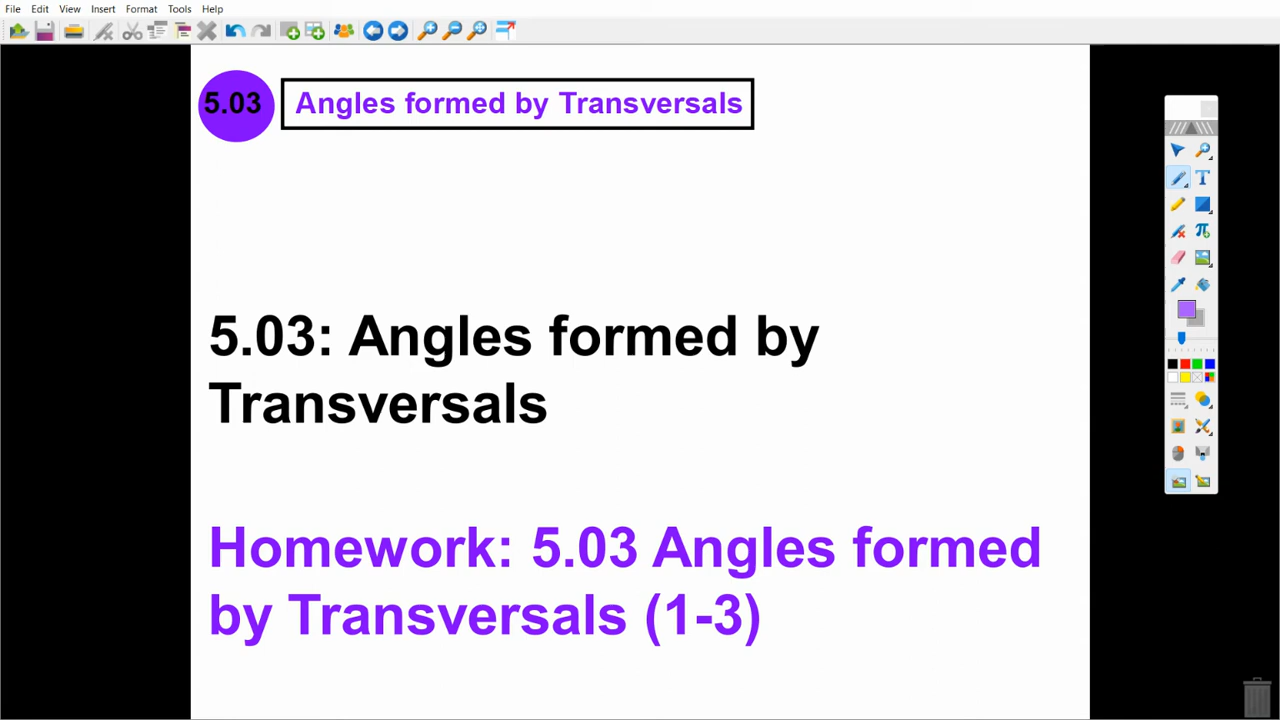 File Edit View Insert Format Tools Help
5.03 Angles formed by Transversals
5.03: Angles formed by
Transversals
Homework: 5.03 Angles formed
by Transversals (1-3)